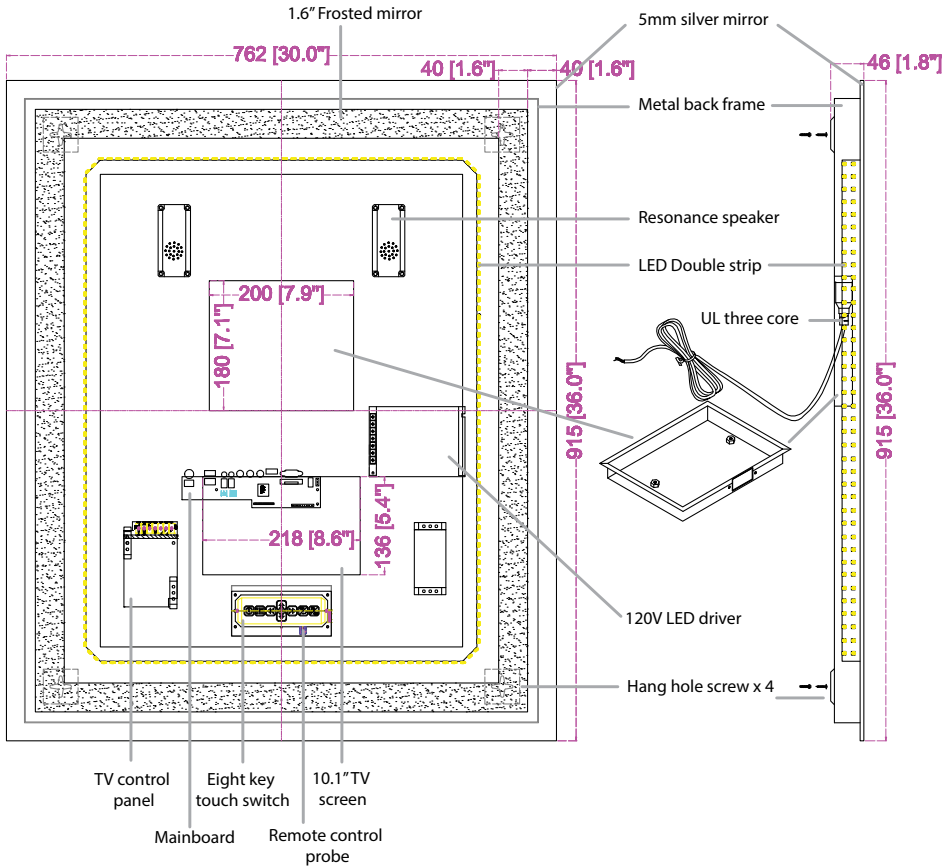 1.6” Frosted mirror
5mm silver mirror
762 [30.0"]
40 [1.6"]
40 [1.6"]
46 [1.8"]
Metal back frame
Resonance speaker
LED Double strip
200 [7.9"]
UL three core
180 [7.1"]
915 [36.0"]
915 [36.0"]
218 [8.6"]
136 [5.4"]
120V LED driver
Hang hole screw x 4
TV control
panel
Eight key
touch switch
10.1” TV
screen
Mainboard
Remote control
probe